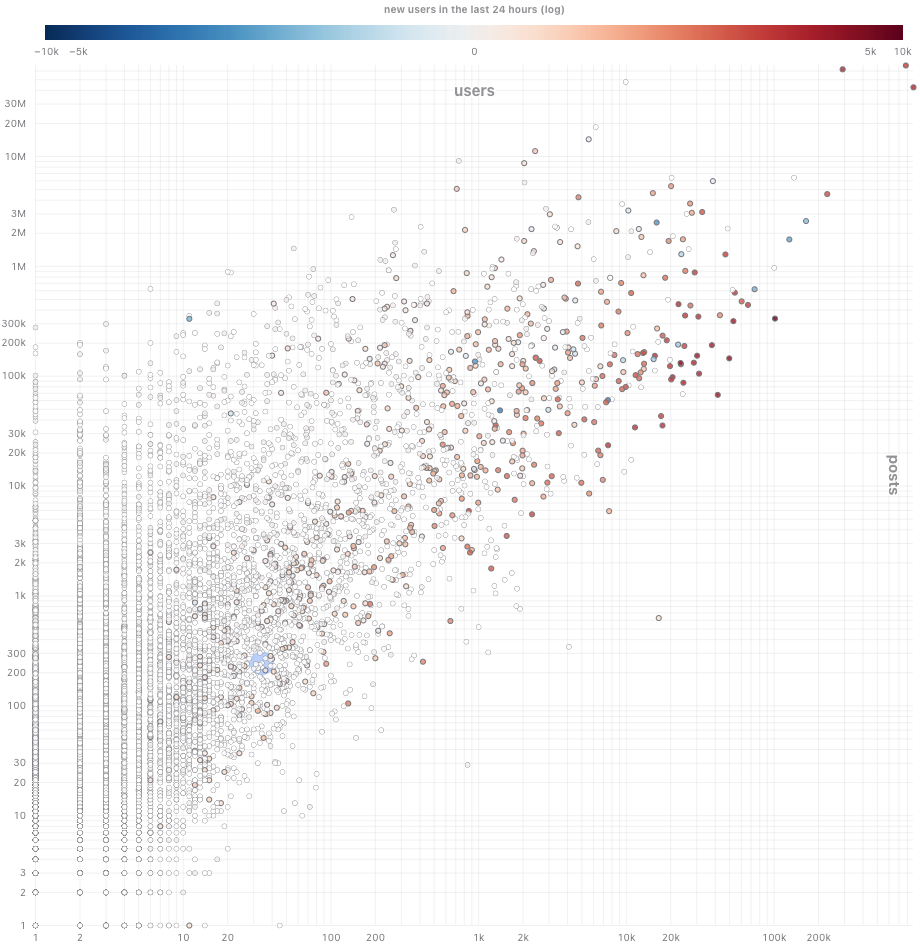 new users in the last 24 hours (log)
−10k −5k 0 5k 10k
users
30M
20M
10M
3M
2M
1M
300k
200k
100k
30k
20k
posts
10k
3k
2k
1k
300
200
100
30
20
10
3
2
1
1 2 10 20 100 200 1k 2k 10k 20k 100k 200k